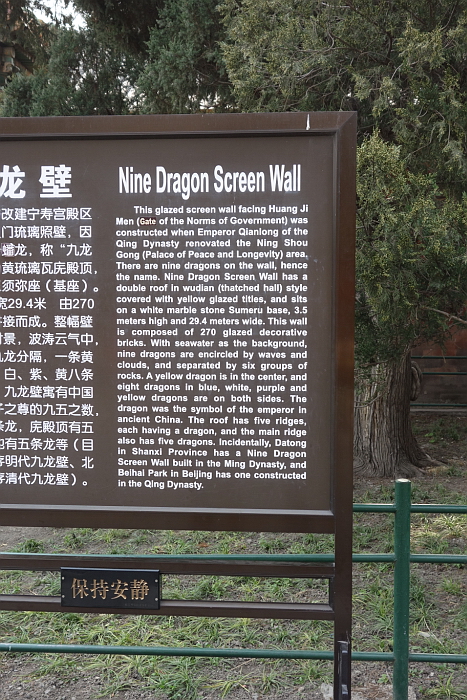 龙 壁
改建宁寿宫殿区
门琉璃照壁，因
蟠龙，称“九龙
黄琉璃瓦庑殿顶，
须弥座（基座）。
宽29.4米 由270
接而成。整幅壁
景，波涛云气中，
九龙分隔，一条黄
白、紫、黄八条
九龙壁寓有中国
之尊的九五之数，
条龙，庑殿顶有五
有五条龙等（目
存明代九龙壁、北
存清代九龙壁）。
Nine Dragon Screen Wall
This glazed screen wall facing Huang Ji
Men (Gate of the Norms of Government) was
constructed when Emperor Qianlong of the
Qing Dynasty renovated the Ning Shou
Gong (Palace of Peace and Longevity) area.
There are nine dragons on the wall, hence
the name. Nine Dragon Screen Wall has a
double roof in wudian (thatched hall) style
covered with yellow glazed titles, and sits
on a white marble stone Sumeru base, 3.5
meters high and 29.4 meters wide. This wall
is composed of 270 glazed decorative
bricks. With seawater as the background,
nine dragons are encircled by waves and
clouds, and separated by six groups of
rocks. A yellow dragon is in the center, and
eight dragons in blue, white, purple and
yellow dragons are on both sides. The
dragon was the symbol of the emperor in
ancient China. The roof has five ridges,
each having a dragon, and the main ridge
also has five dragons. Incidentally, Datong
in Shanxi Province has a Nine Dragon
Screen Wall built in the Ming Dynasty, and
Beihai Park in Beijing has one constructed
in the Qing Dynasty.
保持安静